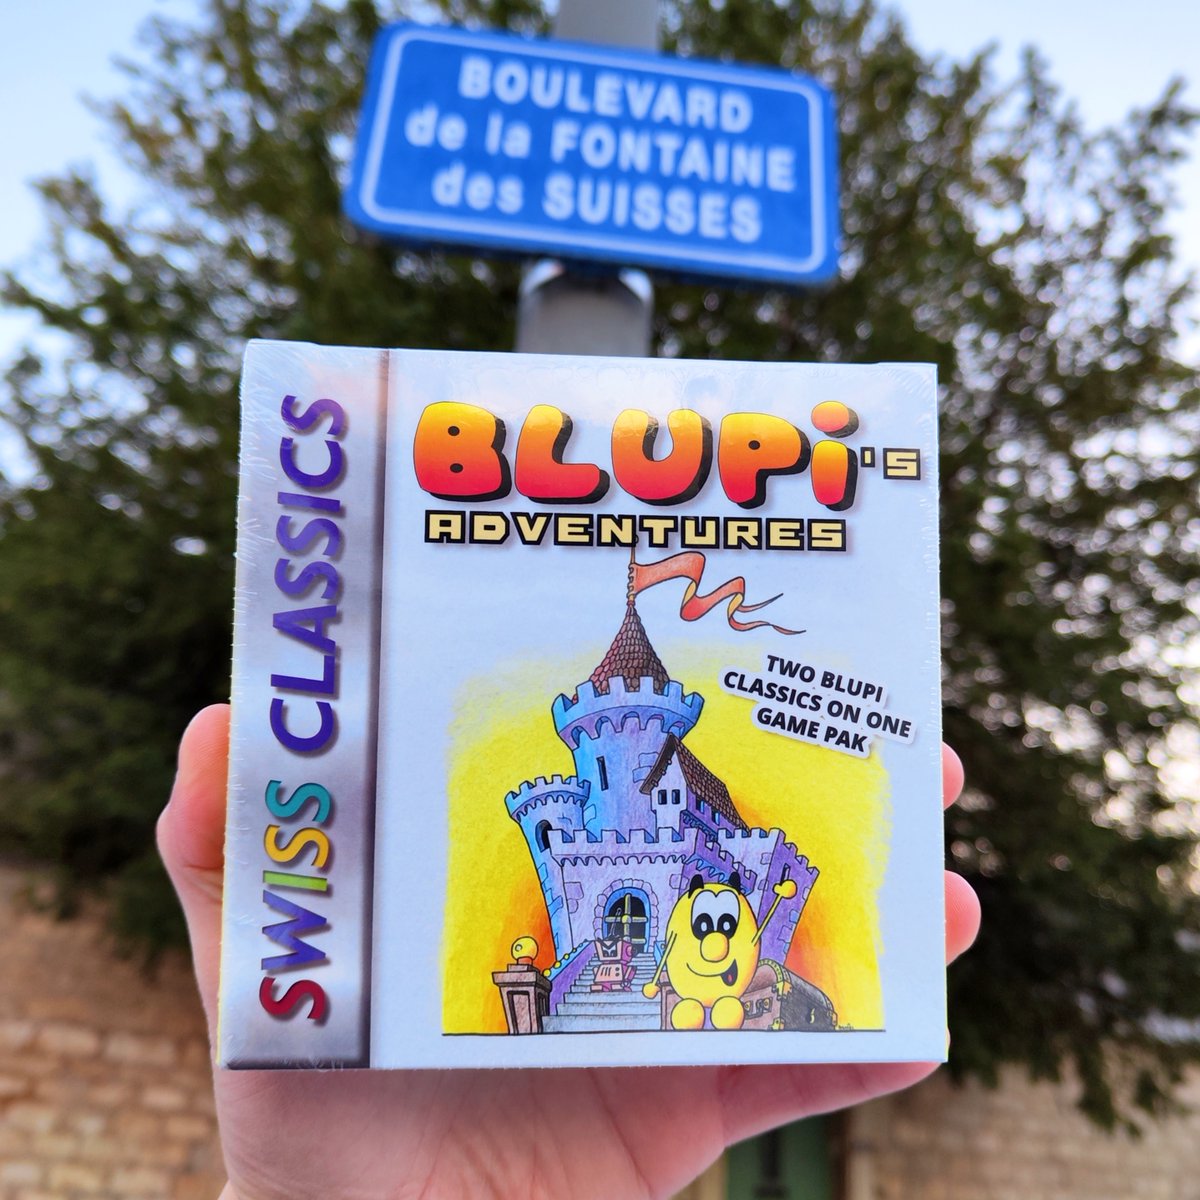 BOULEVARD
de la FONTAINE
des SUISSES
SWISS CLASSICS
BLUPi's
ADVENTURES
TWO BLUPI
CLASSICS ON ONE
GAME PAK